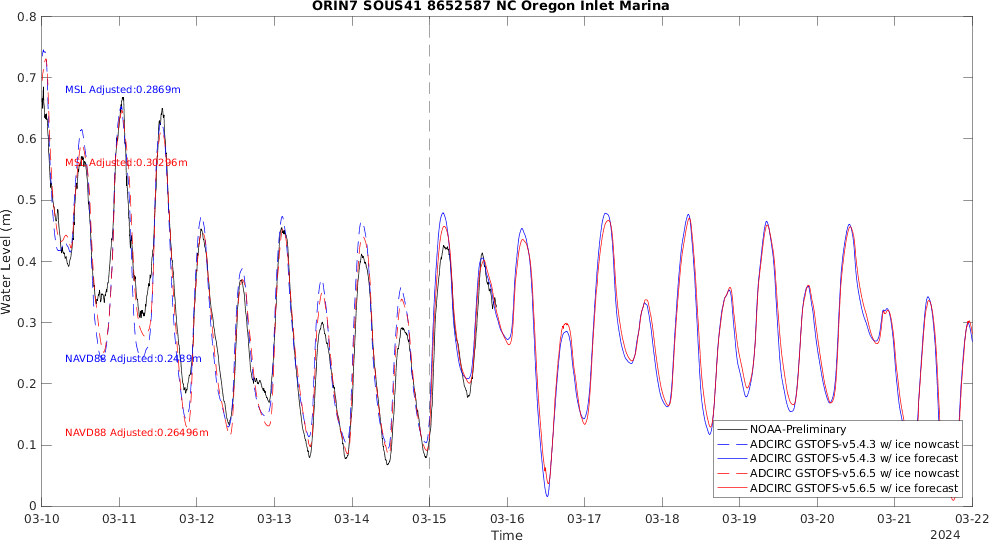 ORIN7 SOUS41 8652587 NC Oregon Inlet Marina
Water Level (m)
0.8
0.7
0.6
0.5
0.4
0.3
0.2
0.1
0
MSL Adjusted:0.2869m
MSL Adjusted:0.30296m
NAVD88 Adjusted:0.2489m
NAVD88 Adjusted:0.26496m
NOAA-Preliminary
ADCIRC GSTOFS-v5.4.3 w/ ice nowcast
ADCIRC GSTOFS-v5.4.3 w/ ice forecast
ADCIRC GSTOFS-v5.6.5 w/ ice nowcast
ADCIRC GSTOFS-v5.6.5 w/ ice forecast
03-10 03-11 03-12 03-13 03-14 03-15 03-16 03-17 03-18 03-19 03-20 03-21 03-22
Time
2024